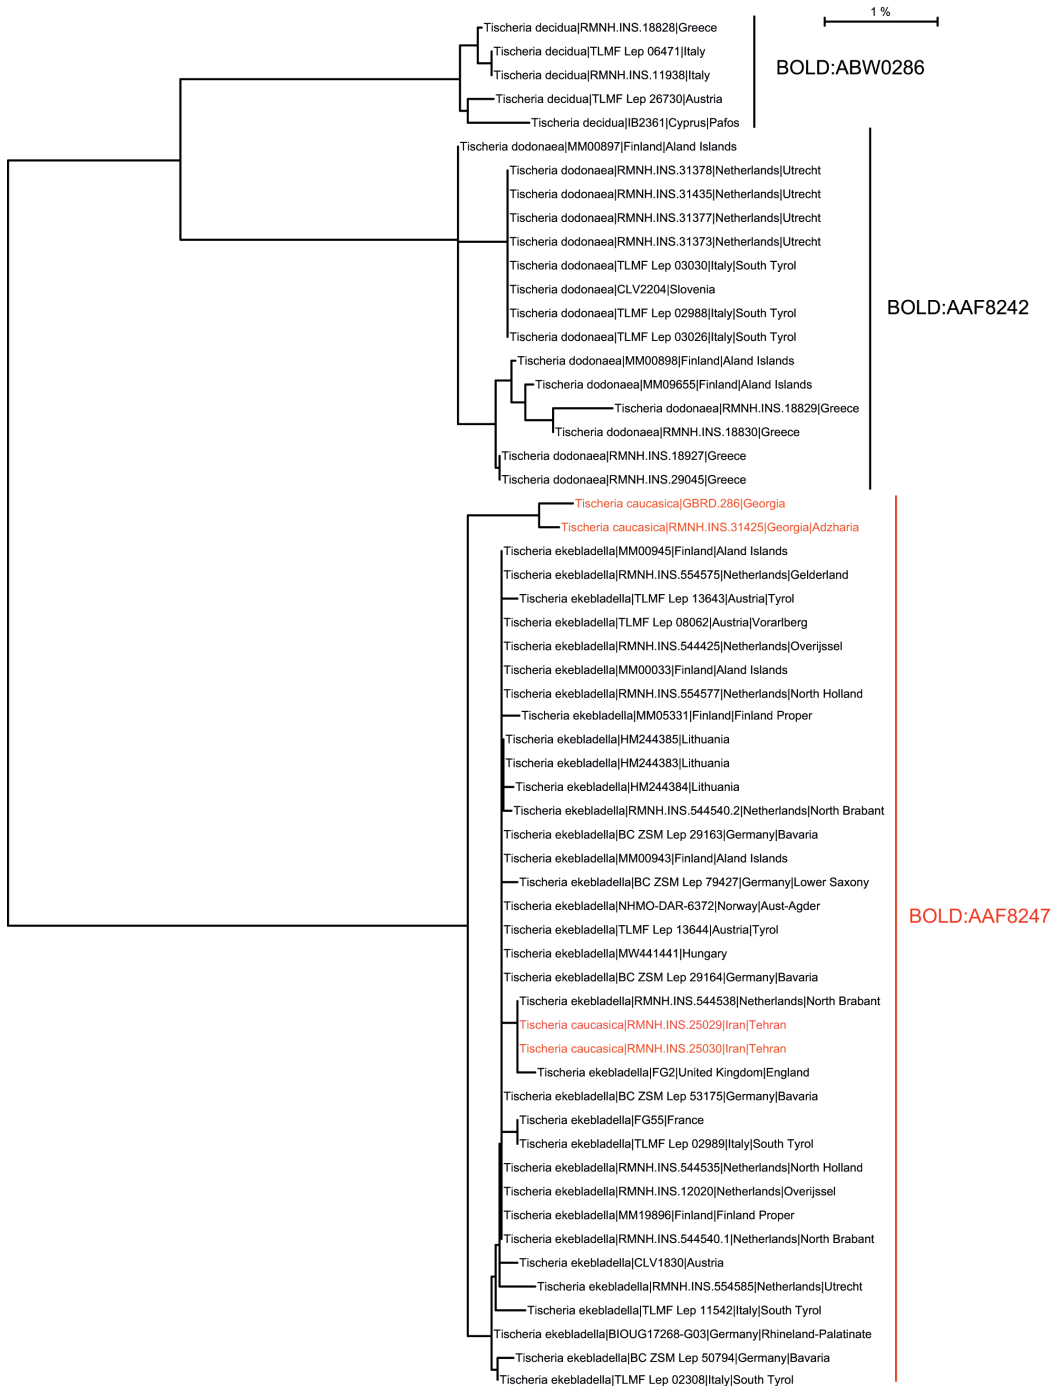 1 %
Tischeria decidua|RMNH.INS.18828|Greece
Tischeria decidua|TLMF Lep 06471|Italy
Tischeria decidua|RMNH.INS.11938|Italy
Tischeria decidua|TLMF Lep 26730|Austria
Tischeria decidua|IB2361|Cyprus|Pafos
BOLD:ABW0286
Tischeria dodonaea|MM00897|Finland|Aland Islands
Tischeria dodonaea|RMNH.INS.31378|Netherlands|Utrecht
Tischeria dodonaea|RMNH.INS.31435|Netherlands|Utrecht
Tischeria dodonaea|RMNH.INS.31377|Netherlands|Utrecht
Tischeria dodonaea|RMNH.INS.31373|Netherlands|Utrecht
Tischeria dodonaea|TLMF Lep 03030|Italy|South Tyrol
Tischeria dodonaea|CLV2204|Slovenia
Tischeria dodonaea|TLMF Lep 02988|Italy|South Tyrol
Tischeria dodonaea|TLMF Lep 03026|Italy|South Tyrol
Tischeria dodonaea|MM00898|Finland|Aland Islands
Tischeria dodonaea|MM09655|Finland|Aland Islands
Tischeria dodonaea|RMNH.INS.18829|Greece
Tischeria dodonaea|RMNH.INS.18830|Greece
Tischeria dodonaea|RMNH.INS.18927|Greece
Tischeria dodonaea|RMNH.INS.29045|Greece
BOLD:AAF8242
Tischeria caucasica|GBRD.286|Georgia
Tischeria caucasica|RMNH.INS.31425|Georgia|Adzharia
Tischeria ekebladella|MM00945|Finland|Aland Islands
Tischeria ekebladella|RMNH.INS.554575|Netherlands|Gelderland
Tischeria ekebladella|TLMF Lep 13643|Austria|Tyrol
Tischeria ekebladella|TLMF Lep 08062|Austria|Vorarlberg
Tischeria ekebladella|RMNH.INS.544425|Netherlands|Overijssel
Tischeria ekebladella|MM00033|Finland|Aland Islands
Tischeria ekebladella|RMNH.INS.554577|Netherlands|North Holland
Tischeria ekebladella|MM05331|Finland|Finland Proper
Tischeria ekebladella|HM244385|Lithuania
Tischeria ekebladella|HM244383|Lithuania
Tischeria ekebladella|HM244384|Lithuania
Tischeria ekebladella|RMNH.INS.544540.2|Netherlands|North Brabant
Tischeria ekebladella|BC ZSM Lep 29163|Germany|Bavaria
Tischeria ekebladella|MM00943|Finland|Aland Islands
Tischeria ekebladella|BC ZSM Lep 79427|Germany|Lower Saxony
Tischeria ekebladella|NHMO-DAR-6372|Norway|Aust-Agder
Tischeria ekebladella|TLMF Lep 13644|Austria|Tyrol
Tischeria ekebladella|MW441441|Hungary
Tischeria ekebladella|BC ZSM Lep 29164|Germany|Bavaria
Tischeria ekebladella|RMNH.INS.544538|Netherlands|North Brabant
Tischeria caucasica|RMNH.INS.25029|Iran|Tehran
Tischeria caucasica|RMNH.INS.25030|Iran|Tehran
Tischeria ekebladella|FG2|United Kingdom|England
Tischeria ekebladella|BC ZSM Lep 53175|Germany|Bavaria
Tischeria ekebladella|FG55|France
Tischeria ekebladella|TLMF Lep 02989|Italy|South Tyrol
Tischeria ekebladella|RMNH.INS.544535|Netherlands|North Holland
Tischeria ekebladella|RMNH.INS.12020|Netherlands|Overijssel
Tischeria ekebladella|MM19896|Finland|Finland Proper
Tischeria ekebladella|RMNH.INS.544540.1|Netherlands|North Brabant
Tischeria ekebladella|CLV1830|Austria
Tischeria ekebladella|RMNH.INS.554585|Netherlands|Utrecht
Tischeria ekebladella|TLMF Lep 11542|Italy|South Tyrol
Tischeria ekebladella|BIOUG17268-G03|Germany|Rhineland-Palatinate
Tischeria ekebladella|BC ZSM Lep 50794|Germany|Bavaria
Tischeria ekebladella|TLMF Lep 02308|Italy|South Tyrol
BOLD:AAF8247